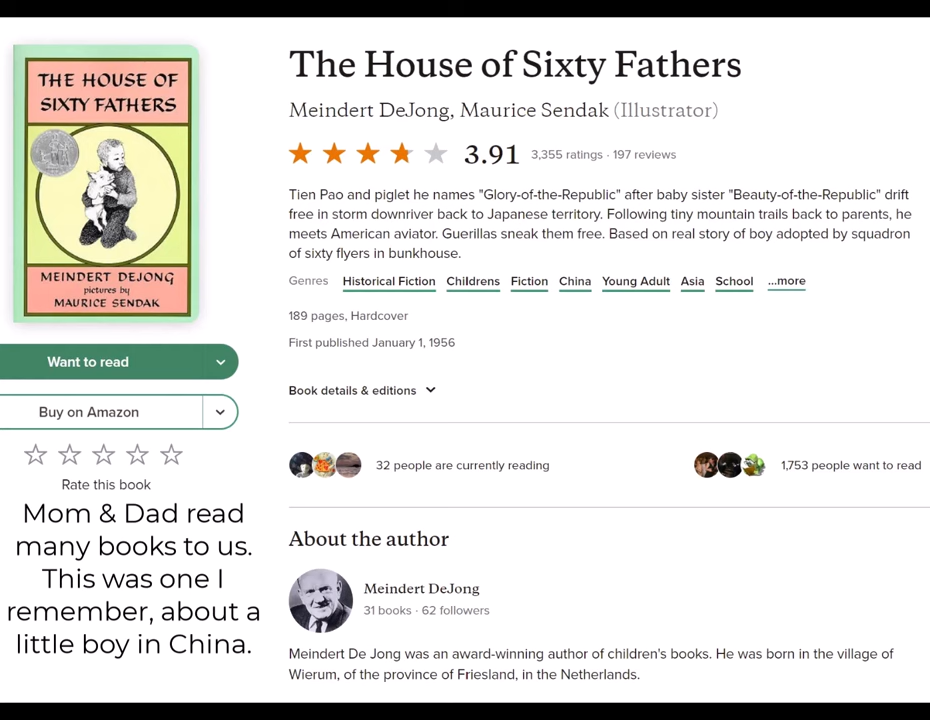 THE HOUSE OF
SIXTY FATHERS
MEINDERT DEJONG
pictures by
MAURICE SENDAK
Want to read
Buy on Amazon
Rate this book
Mom & Dad read
many books to us.
This was one I
remember, about a
little boy in China.
The House of Sixty Fathers
Meindert DeJong, Maurice Sendak (Illustrator)
3.91 3,355 ratings · 197 reviews
Tien Pao and piglet he names "Glory-of-the-Republic" after baby sister "Beauty-of-the-Republic" drift
free in storm downriver back to Japanese territory. Following tiny mountain trails back to parents, he
meets American aviator. Guerillas sneak them free. Based on real story of boy adopted by squadron
of sixty flyers in bunkhouse.
Genres Historical Fiction Childrens Fiction China Young Adult Asia School ...more
189 pages, Hardcover
First published January 1, 1956
Book details & editions
32 people are currently reading 1,753 people want to read
About the author
Meindert DeJong
31 books · 62 followers
Meindert De Jong was an award-winning author of children's books. He was born in the village of
Wierum, of the province of Friesland, in the Netherlands.